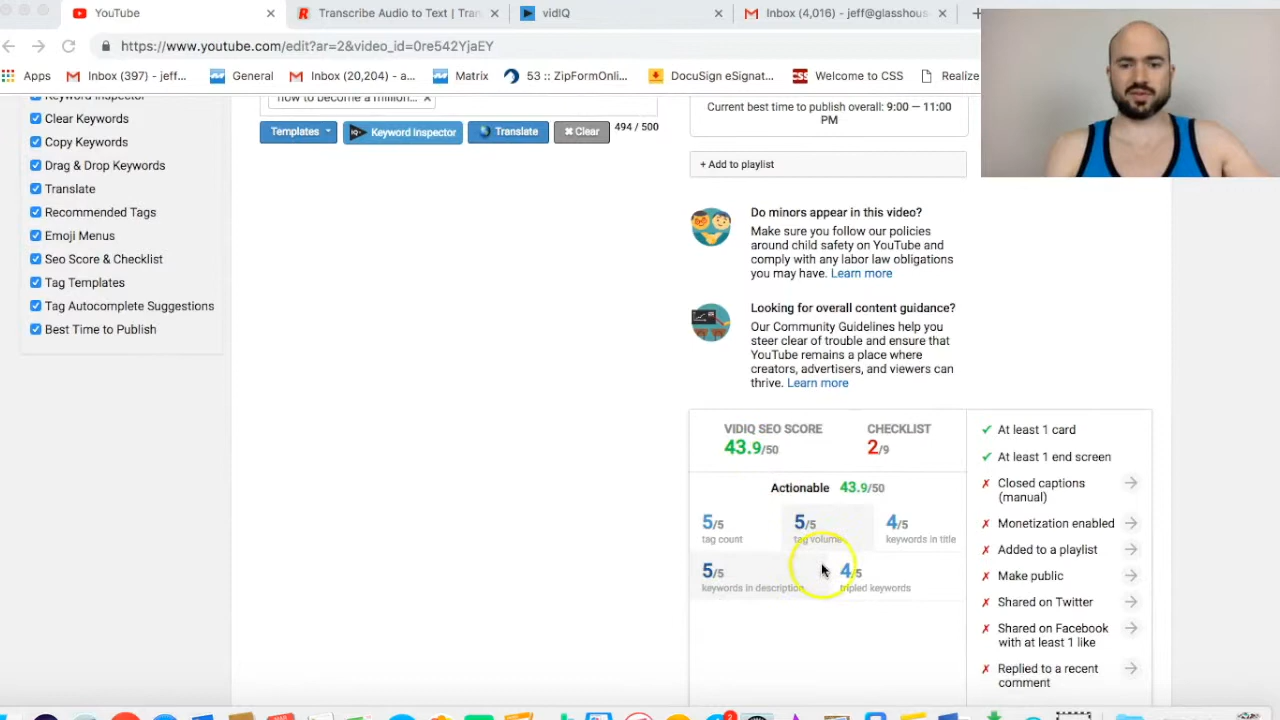 YouTube
Transcribe Audio to Text | Tran
vidIQ
Inbox (4,016) - jeff@glasshous
https://www.youtube.com/edit?ar=2&video_id=0re542YjaEY
Apps
Inbox (397) - jeff...
General
Inbox (20,204) - a...
Matrix
53 :: ZipFormOnli...
DocuSign eSignat...
Welcome to CSS
Realize
Keyword Inspector
Clear Keywords
Copy Keywords
Drag & Drop Keywords
Translate
Recommended Tags
Emoji Menus
Seo Score & Checklist
Tag Templates
Tag Autocomplete Suggestions
Best Time to Publish
how to become a million...
Templates
Keyword Inspector
Translate
Clear
494 / 500
Current best time to publish overall: 9:00 — 11:00
PM
+ Add to playlist
Do minors appear in this video?
Make sure you follow our policies
around child safety on YouTube and
comply with any labor law obligations
you may have. Learn more
Looking for overall content guidance?
Our Community Guidelines help you
steer clear of trouble and ensure that
YouTube remains a place where
creators, advertisers, and viewers can
thrive. Learn more
VIDIQ SEO SCORE
43.9/50
CHECKLIST
2/9
Actionable 43.9/50
5/5
tag count
5/5
tag volume
4/5
keywords in title
5/5
keywords in description
4/5
tripled keywords
At least 1 card
At least 1 end screen
Closed captions
(manual)
Monetization enabled
Added to a playlist
Make public
Shared on Twitter
Shared on Facebook
with at least 1 like
Replied to a recent
comment